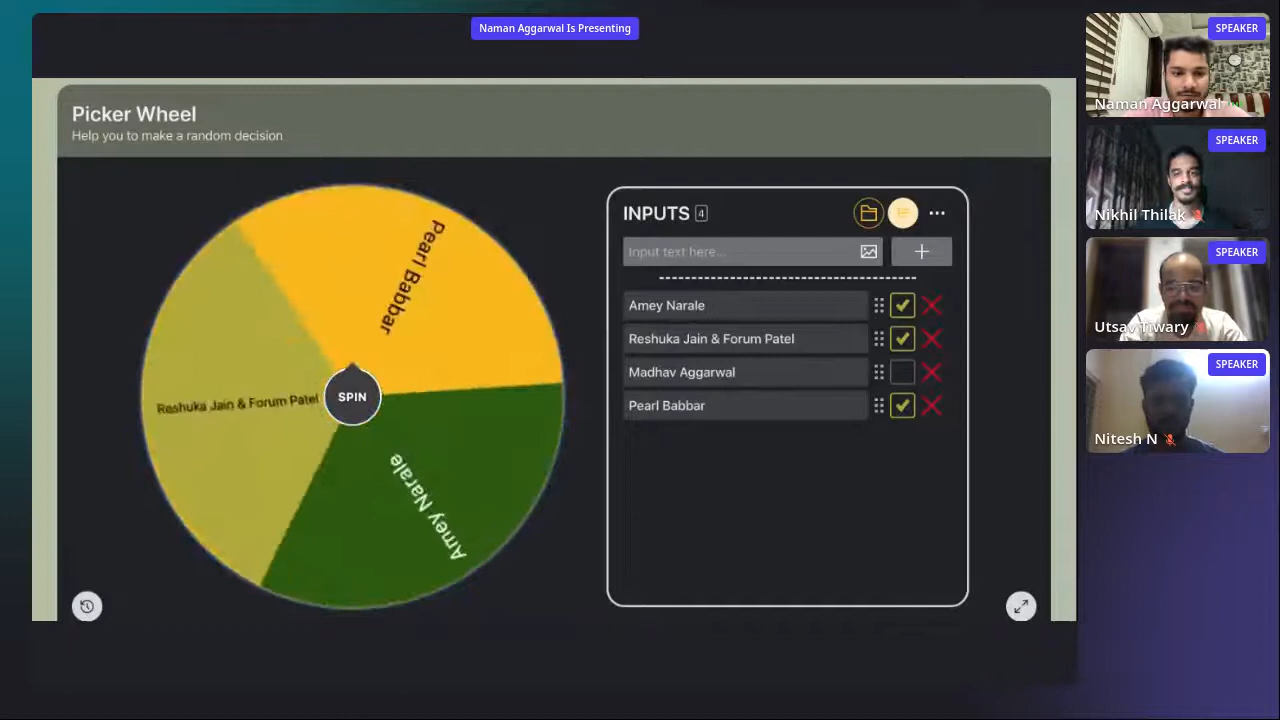 Naman Aggarwal Is Presenting
Picker Wheel
Help you to make a random decision
Pearl Babbar
Reshuka Jain & Forum Patel
SPIN
Amey Narale
INPUTS 4
Input text here...
Amey Narale
Reshuka Jain & Forum Patel
Madhav Aggarwal
Pearl Babbar
SPEAKER
Naman Aggarwal
SPEAKER
Nikhil Thilak
SPEAKER
Utsav Tiwary
SPEAKER
Nitesh N